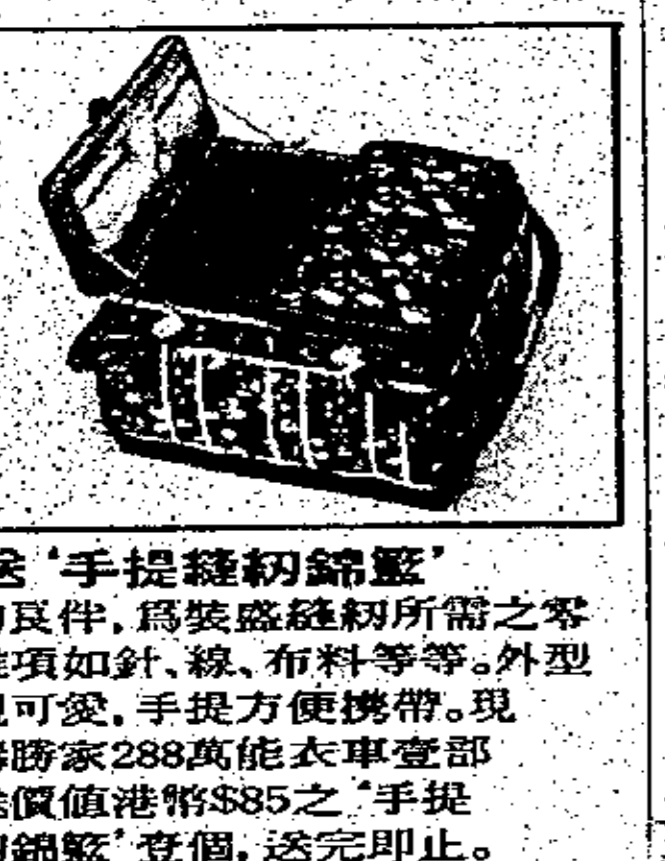 送‘手提縫紉錦籃’
的良伴，爲裝盛縫紉所需之零
雜項如針、線、布料等等。外型
可愛，手提方便携帶。現
勝家288萬能衣車壹部
送價值港幣$85之‘手提
紉錦籃’壹個，送完即止。